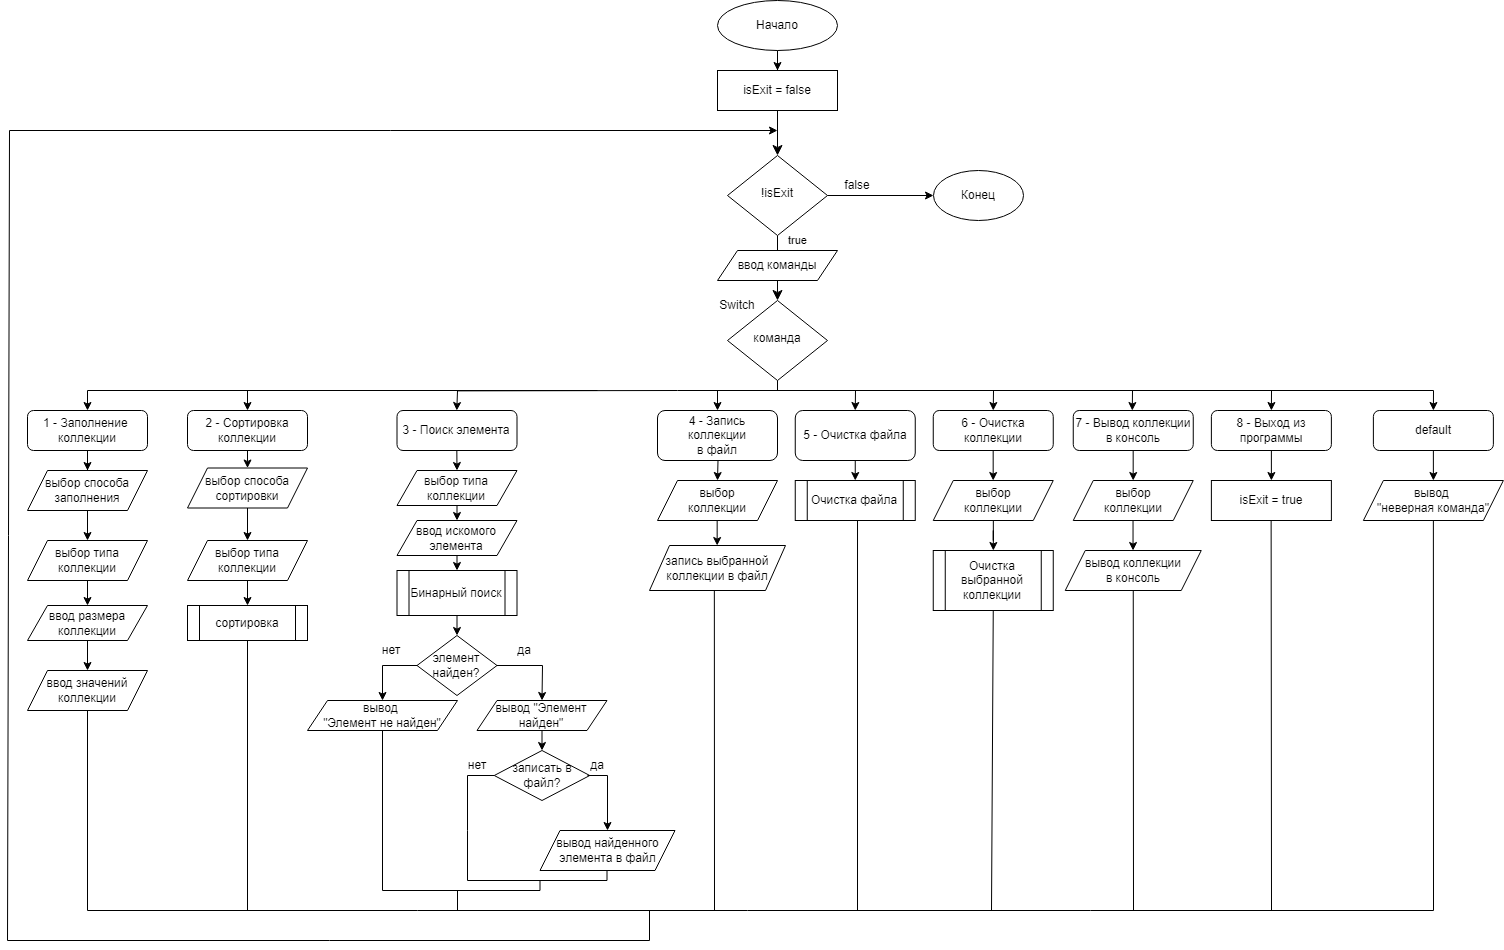 Начало
isExit = false
!isExit
false
Конец
true
ввод команды
Switch
команда
1 - Заполнение
коллекции
выбор способа
заполнения
выбор типа
коллекции
ввод размера
коллекции
ввод значений
коллекции
2 - Сортировка
коллекции
выбор способа
сортировки
выбор типа
коллекции
сортировка
3 - Поиск элемента
выбор типа
коллекции
ввод искомого
элемента
Бинарный поиск
элемент
найден?
нет
да
вывод
"Элемент не найден"
вывод "Элемент
найден"
записать в
файл?
нет
да
вывод найденного
элемента в файл
4 - Запись
коллекции
в файл
выбор
коллекции
запись выбранной
коллекции в файл
5 - Очистка файла
Очистка файла
6 - Очистка
коллекции
выбор
коллекции
Очистка
выбранной
коллекции
7 - Вывод коллекции
в консоль
выбор
коллекции
вывод коллекции
в консоль
8 - Выход из
программы
isExit = true
default
вывод
"неверная команда"